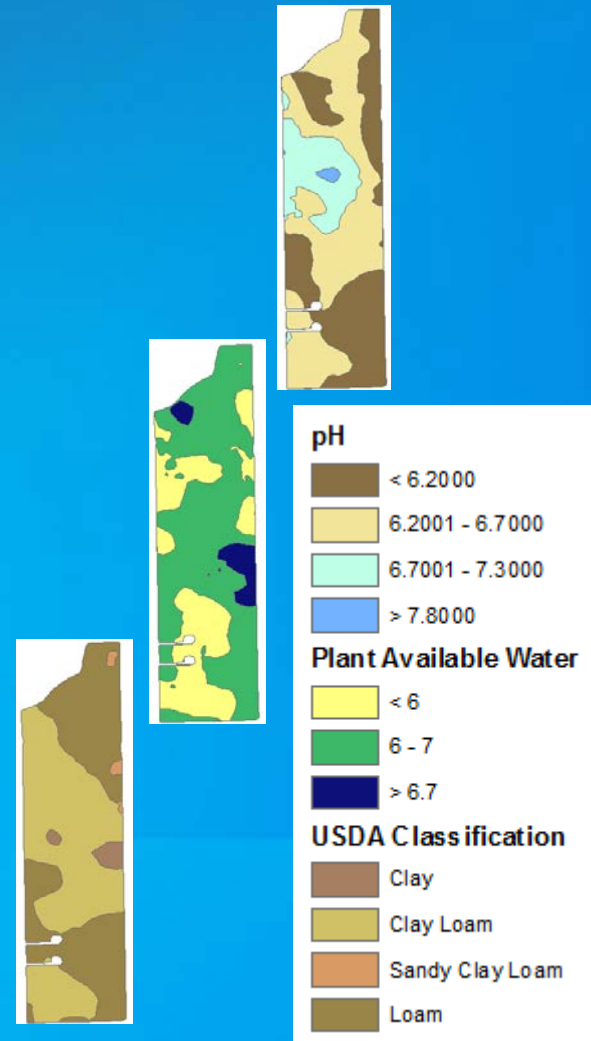 pH
< 6.2000
6.2001 - 6.7000
6.7001 - 7.3000
> 7.8000
Plant Available Water
< 6
6 - 7
> 6.7
USDA Classification
Clay
Clay Loam
Sandy Clay Loam
Loam